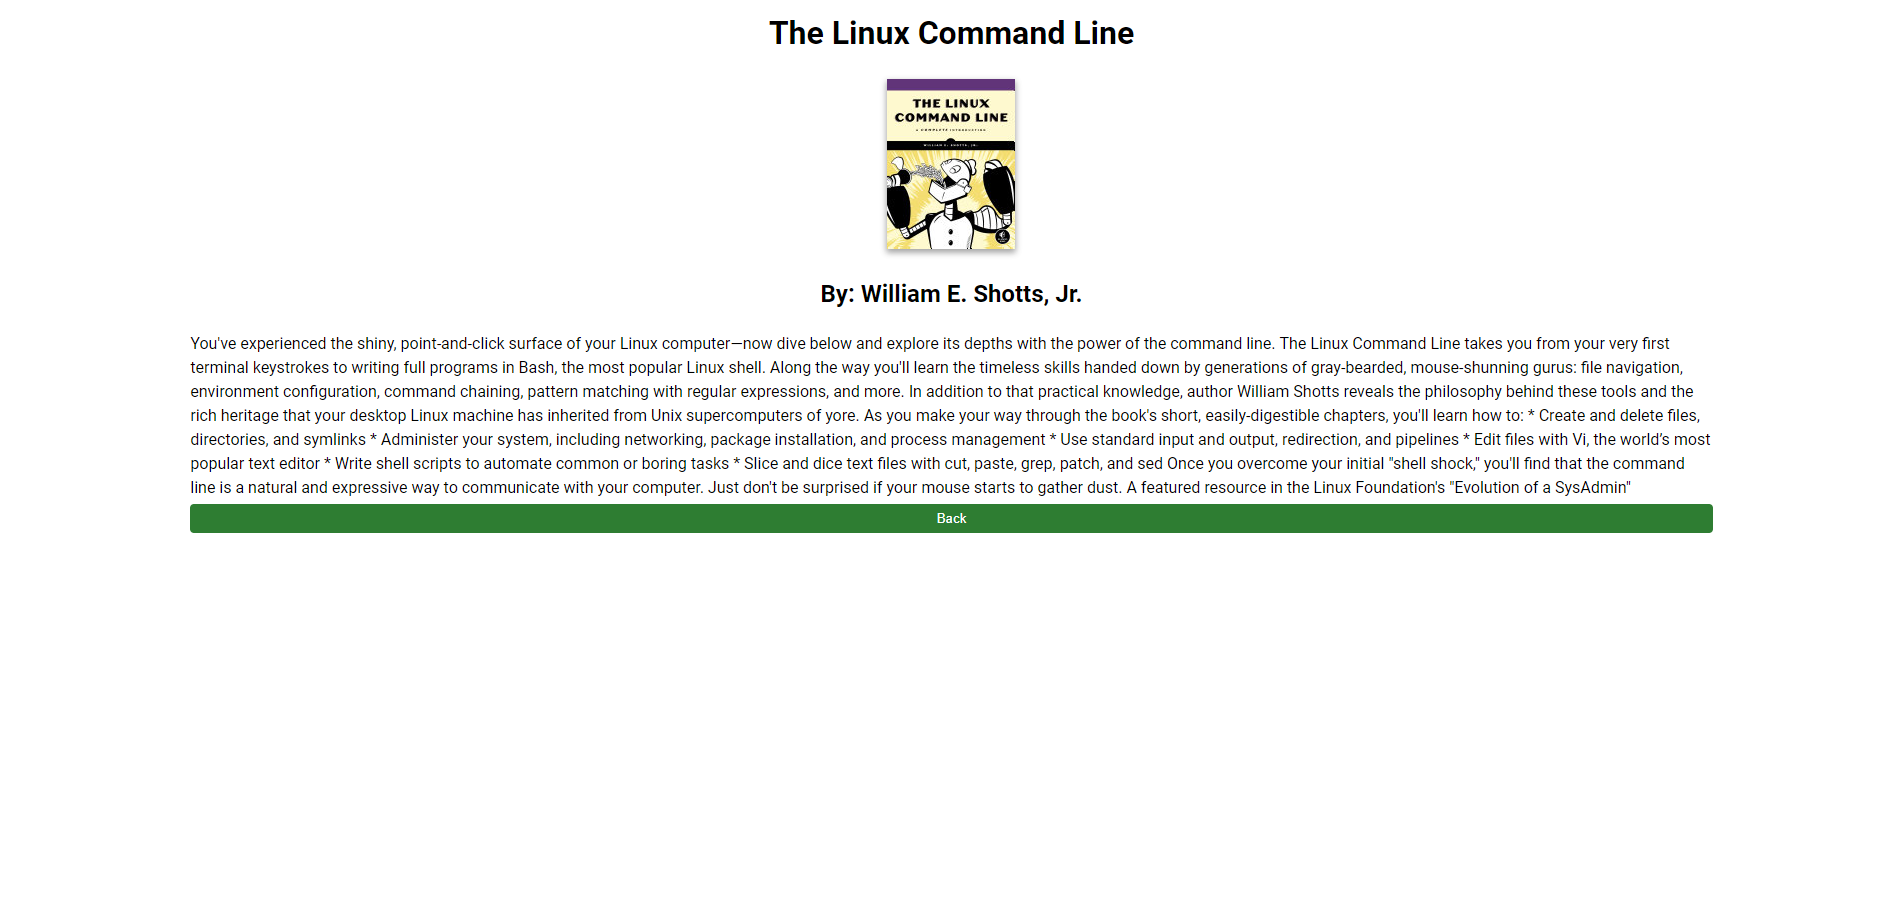 The Linux Command Line
THE LINUX
COMMAND LINE
A COMPLETE INTRODUCTION
WILLIAM E. SHOTTS, JR.
By: William E. Shotts, Jr.
You've experienced the shiny, point-and-click surface of your Linux computer—now dive below and explore its depths with the power of the command line. The Linux Command Line takes you from your very first
terminal keystrokes to writing full programs in Bash, the most popular Linux shell. Along the way you'll learn the timeless skills handed down by generations of gray-bearded, mouse-shunning gurus: file navigation,
environment configuration, command chaining, pattern matching with regular expressions, and more. In addition to that practical knowledge, author William Shotts reveals the philosophy behind these tools and the
rich heritage that your desktop Linux machine has inherited from Unix supercomputers of yore. As you make your way through the book's short, easily-digestible chapters, you'll learn how to: * Create and delete files,
directories, and symlinks * Administer your system, including networking, package installation, and process management * Use standard input and output, redirection, and pipelines * Edit files with Vi, the world’s most
popular text editor * Write shell scripts to automate common or boring tasks * Slice and dice text files with cut, paste, grep, patch, and sed Once you overcome your initial "shell shock," you'll find that the command
line is a natural and expressive way to communicate with your computer. Just don't be surprised if your mouse starts to gather dust. A featured resource in the Linux Foundation's "Evolution of a SysAdmin"
Back